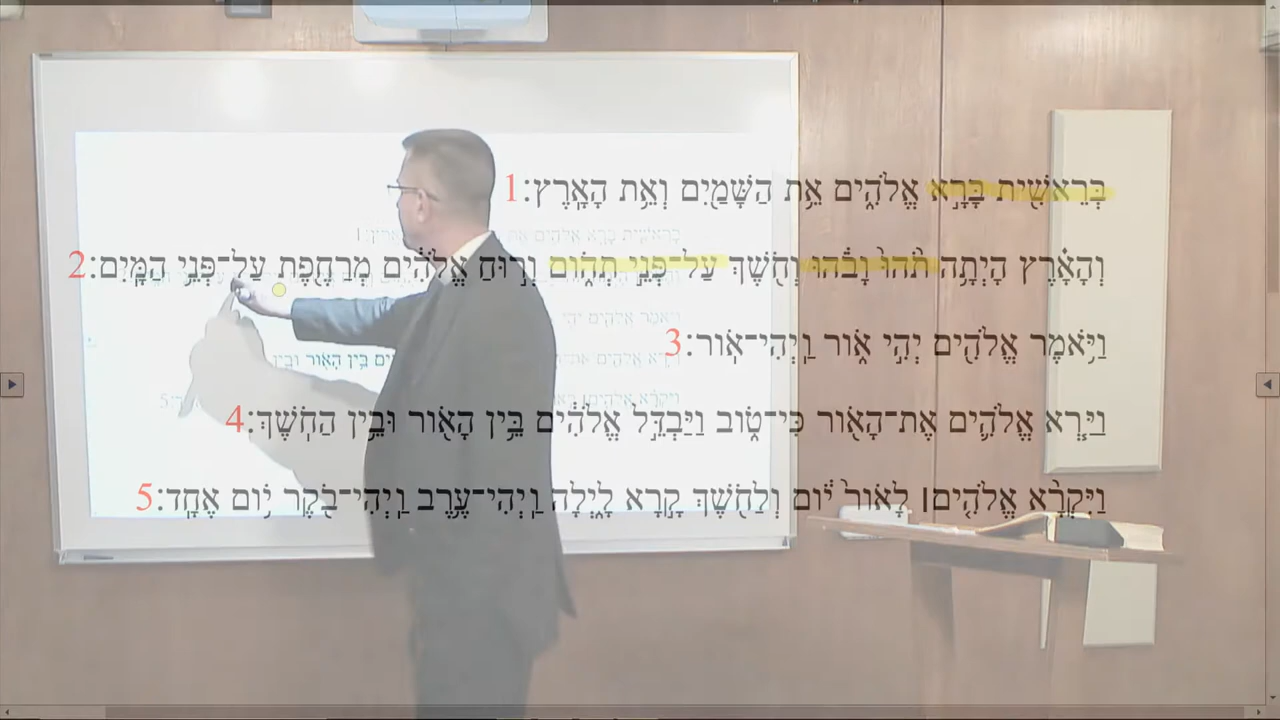 בְּרֵאשִׁ֖ית בָּרָ֣א אֱלֹהִ֑ים אֵ֥ת הַשָּׁמַ֖יִם וְאֵ֥ת הָאָֽרֶץ׃1
וְהָאָ֗רֶץ הָיְתָ֥ה תֹ֙הוּ֙ וָבֹ֔הוּ וְחֹ֖שֶׁךְ עַל־פְּנֵ֣י תְה֑וֹם וְר֣וּחַ אֱלֹהִ֔ים מְרַחֶ֖פֶת עַל־פְּנֵ֥י הַמָּֽיִם׃2
וַיֹּ֥אמֶר אֱלֹהִ֖ים יְהִ֣י א֑וֹר וַֽיְהִי־אֽוֹר׃3
וַיַּ֧רְא אֱלֹהִ֛ים אֶת־הָא֖וֹר כִּי־ט֑וֹב וַיַּבְדֵּ֣ל אֱלֹהִ֔ים בֵּ֥ין הָא֖וֹר וּבֵ֥ין הַחֹֽשֶׁךְ׃4
וַיִּקְרָ֨א אֱלֹהִ֤ים׀ לָאוֹר֙ י֔וֹם וְלַחֹ֖שֶׁךְ קָ֣רָא לָ֑יְלָה וַֽיְהִי־עֶ֥רֶב וַֽיְהִי־בֹ֖קֶר י֥וֹם אֶחָֽד׃5